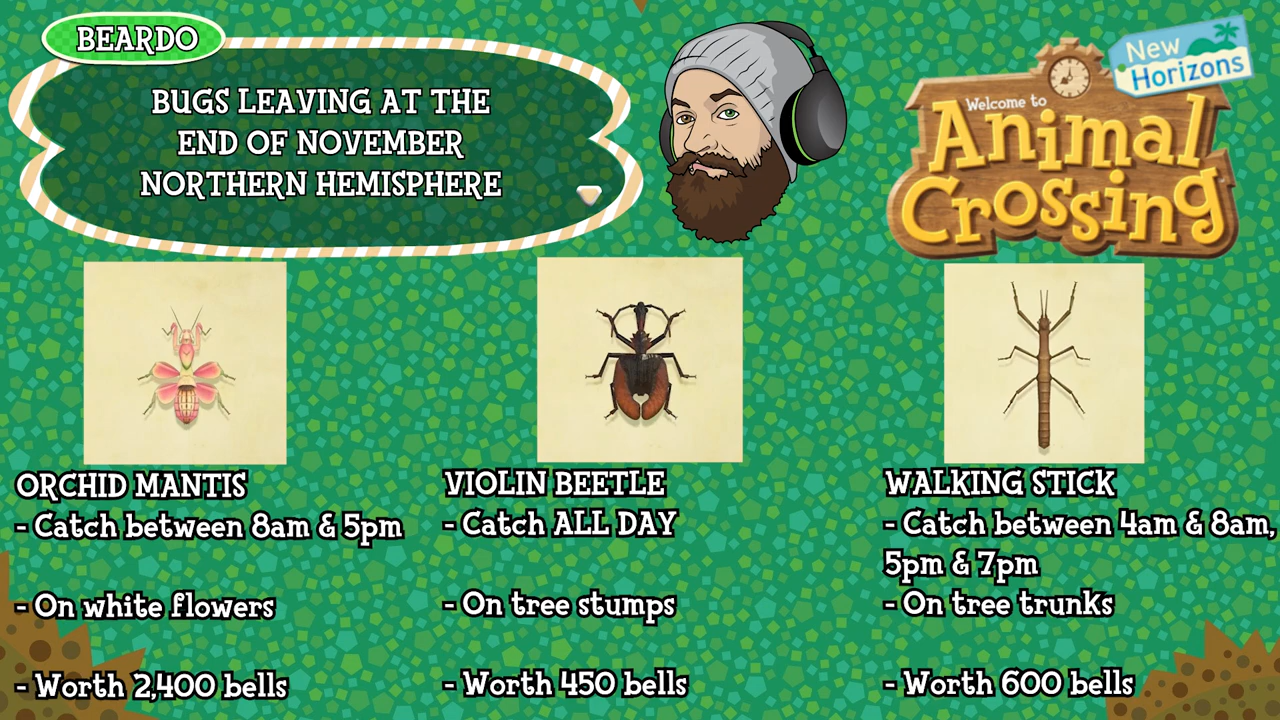 BEARDO
BUGS LEAVING AT THE
END OF NOVEMBER
NORTHERN HEMISPHERE
New
Horizons
Welcome to
Animal
Crossing
ORCHID MANTIS
- Catch between 8am & 5pm
- On white flowers
- Worth 2,400 bells
VIOLIN BEETLE
- Catch ALL DAY
- On tree stumps
- Worth 450 bells
WALKING STICK
- Catch between 4am & 8am,
5pm & 7pm
- On tree trunks
- Worth 600 bells